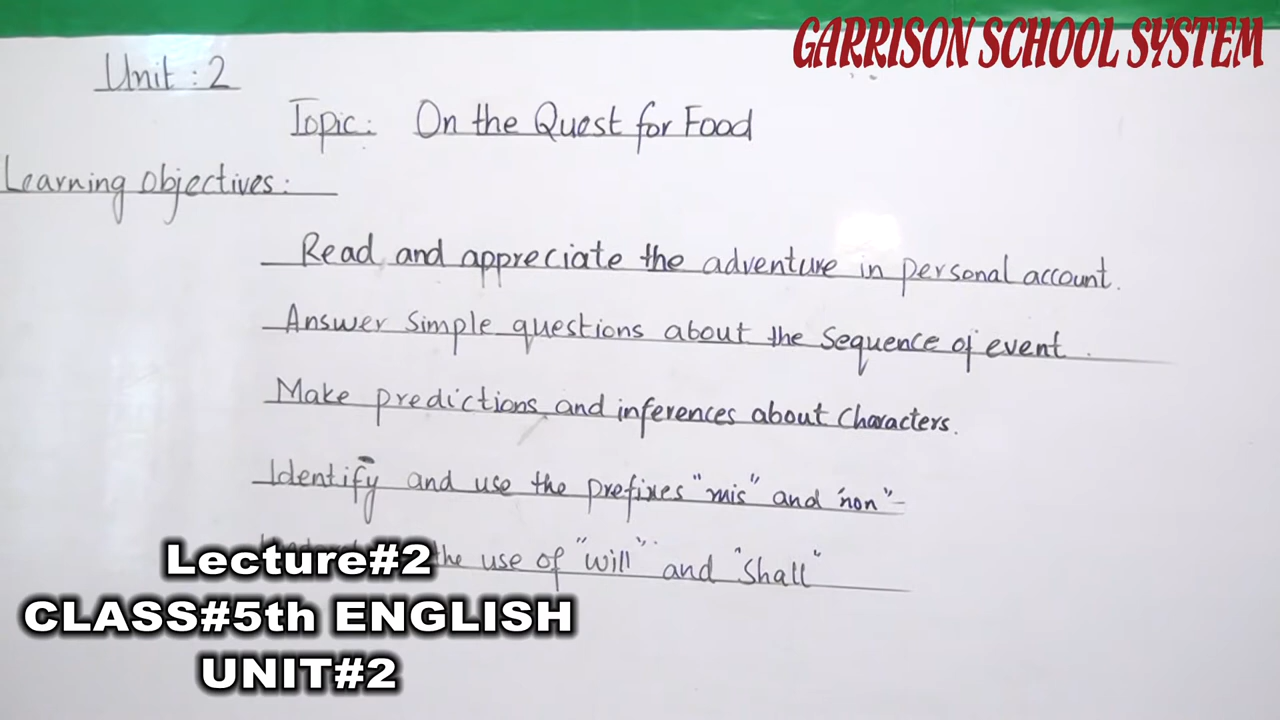 GARRISON SCHOOL SYSTEM
Unit : 2
Topic: On the Quest for Food
Learning Objectives:
Read and appreciate the adventure in personal account.
Answer simple questions about the sequence of event.
Make predictions and inferences about characters.
Identify and use the prefixes "mis" and "non"
the use of "will" and "shall"
Lecture#2
CLASS#5th ENGLISH
UNIT#2